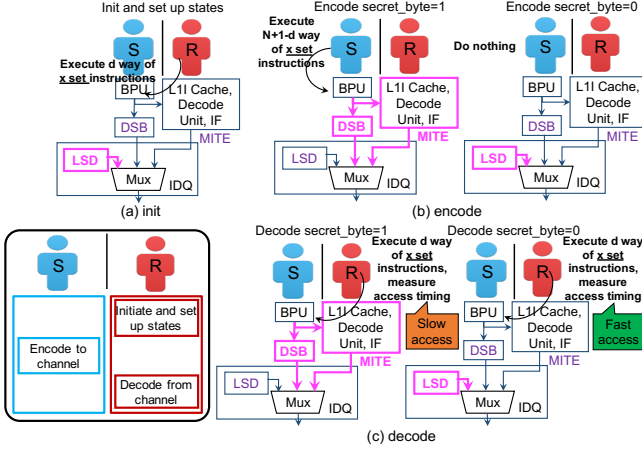 Init and set up states
S
R
Execute d way of
x set instructions
BPU
L1I Cache,
Decode
Unit, IF
DSB
MITE
LSD
Mux
IDQ
(a) init
Encode secret_byte=1
Execute
N+1-d way
of x set
instructions
S
R
BPU
L1I Cache,
Decode
Unit, IF
DSB
MITE
LSD
Mux
IDQ
Encode secret_byte=0
Do nothing
S
R
BPU
L1I Cache,
Decode
Unit, IF
DSB
MITE
LSD
Mux
IDQ
(b) encode
S
R
Initiate and set
up states
Encode to
channel
Decode from
channel
Decode secret_byte=1
S
R
Execute d way
of x set
instructions,
measure
access timing
BPU
L1I Cache,
Decode
Unit, IF
Slow
access
DSB
MITE
LSD
Mux
IDQ
Decode secret_byte=0
S
R
Execute d way
of x set
instructions,
measure
access timing
BPU
L1I Cache,
Decode
Unit, IF
Fast
access
DSB
MITE
LSD
Mux
IDQ
(c) decode